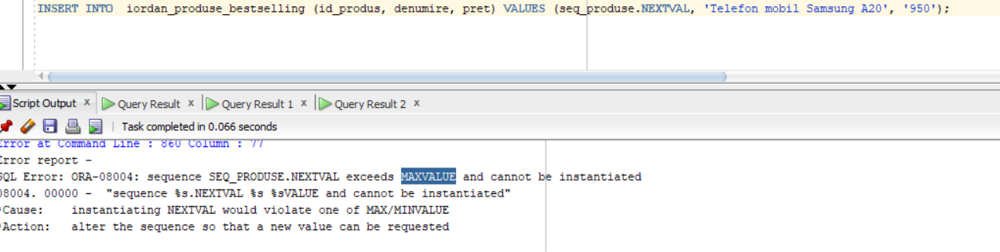 INSERT INTO iordan_produse_bestselling (id_produs, denumire, pret) VALUES (seq_produse.NEXTVAL, 'Telefon mobil Samsung A20', '950');
Script Output x Query Result x Query Result 1 x Query Result 2 x
Task completed in 0.066 seconds
Error at Command Line : 860 Column : 77
Error report -
SQL Error: ORA-08004: sequence SEQ_PRODUSE.NEXTVAL exceeds MAXVALUE and cannot be instantiated
08004. 00000 - "sequence %s.NEXTVAL %s %sVALUE and cannot be instantiated"
*Cause: instantiating NEXTVAL would violate one of MAX/MINVALUE
*Action: alter the sequence so that a new value can be requested